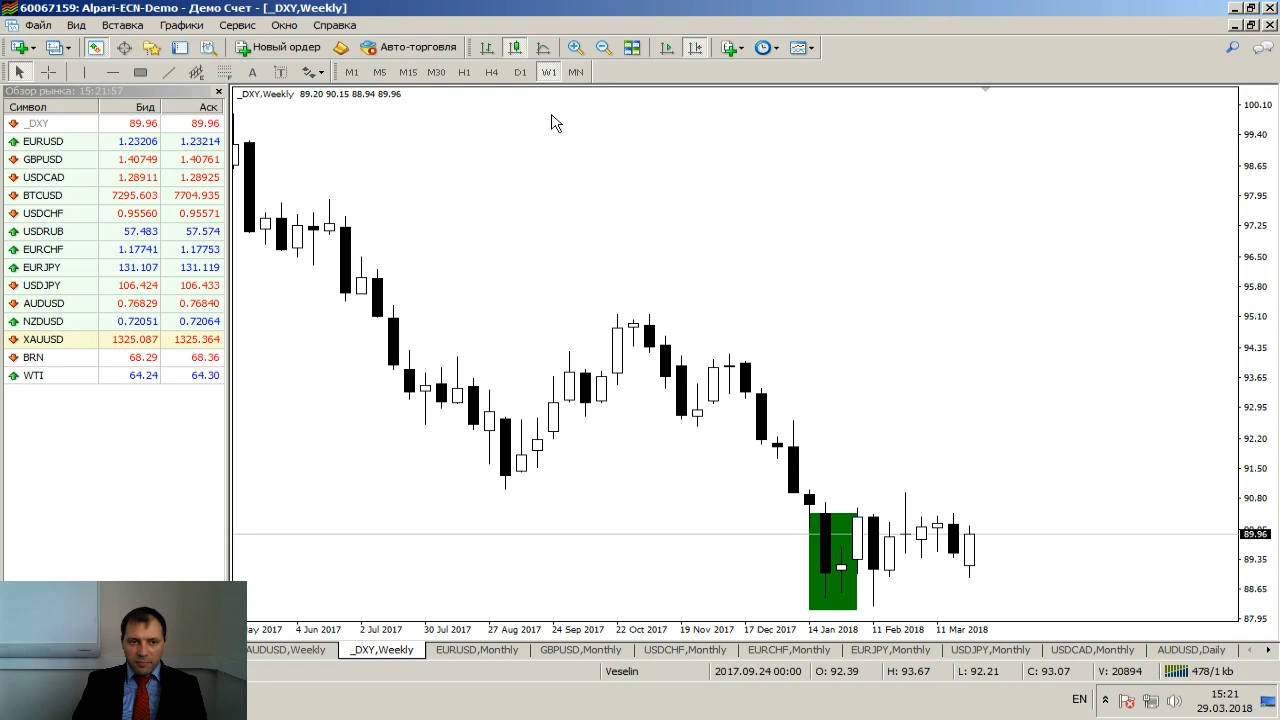 60067159: Alpari-ECN-Demo - Демо Счет - [_DXY,Weekly]
Файл Вид Вставка Графики Сервис Окно Справка
Новый ордер Авто-торговля
A T M1 M5 M15 M30 H1 H4 D1 W1 MN
Обзор рынка: 15:21:57
Символ Бид Аск
_DXY 89.96 89.96
EURUSD 1.23206 1.23214
GBPUSD 1.40749 1.40761
USDCAD 1.28911 1.28925
BTCUSD 7295.603 7704.935
USDCHF 0.95560 0.95571
USDRUB 57.483 57.574
EURCHF 1.17741 1.17753
EURJPY 131.107 131.119
USDJPY 106.424 106.433
AUDUSD 0.76829 0.76840
NZDUSD 0.72051 0.72064
XAUUSD 1325.087 1325.364
BRN 68.29 68.36
WTI 64.24 64.30
_DXY,Weekly 89.20 90.15 88.94 89.96
100.10
99.40
98.65
97.95
97.25
96.50
95.80
95.10
94.35
93.65
92.95
92.20
91.50
90.80
89.96
89.35
88.65
87.95
ay 2017 4 Jun 2017 2 Jul 2017 30 Jul 2017 27 Aug 2017 24 Sep 2017 22 Oct 2017 19 Nov 2017 17 Dec 2017 14 Jan 2018 11 Feb 2018 11 Mar 2018
AUDUSD,Weekly _DXY,Weekly EURUSD,Monthly GBPUSD,Monthly USDCHF,Monthly EURCHF,Monthly EURJPY,Monthly USDJPY,Monthly USDCAD,Monthly AUDUSD,Daily
Veselin 2017.09.24 00:00 O: 92.39 H: 93.67 L: 92.21 C: 93.07 V: 20894 478/1 kb
EN 15:21
29.03.2018